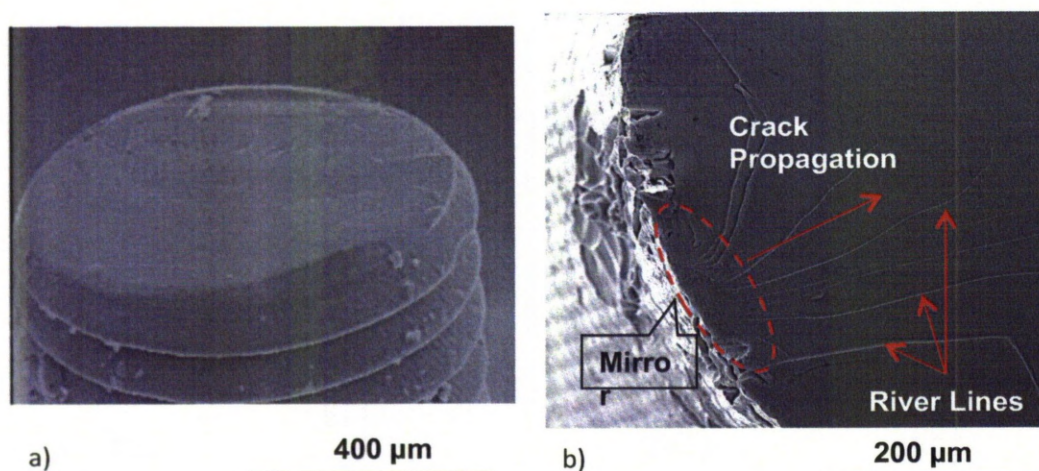 a)
400 µm
Crack
Propagation
Mirro
r
River Lines
b)
200 µm